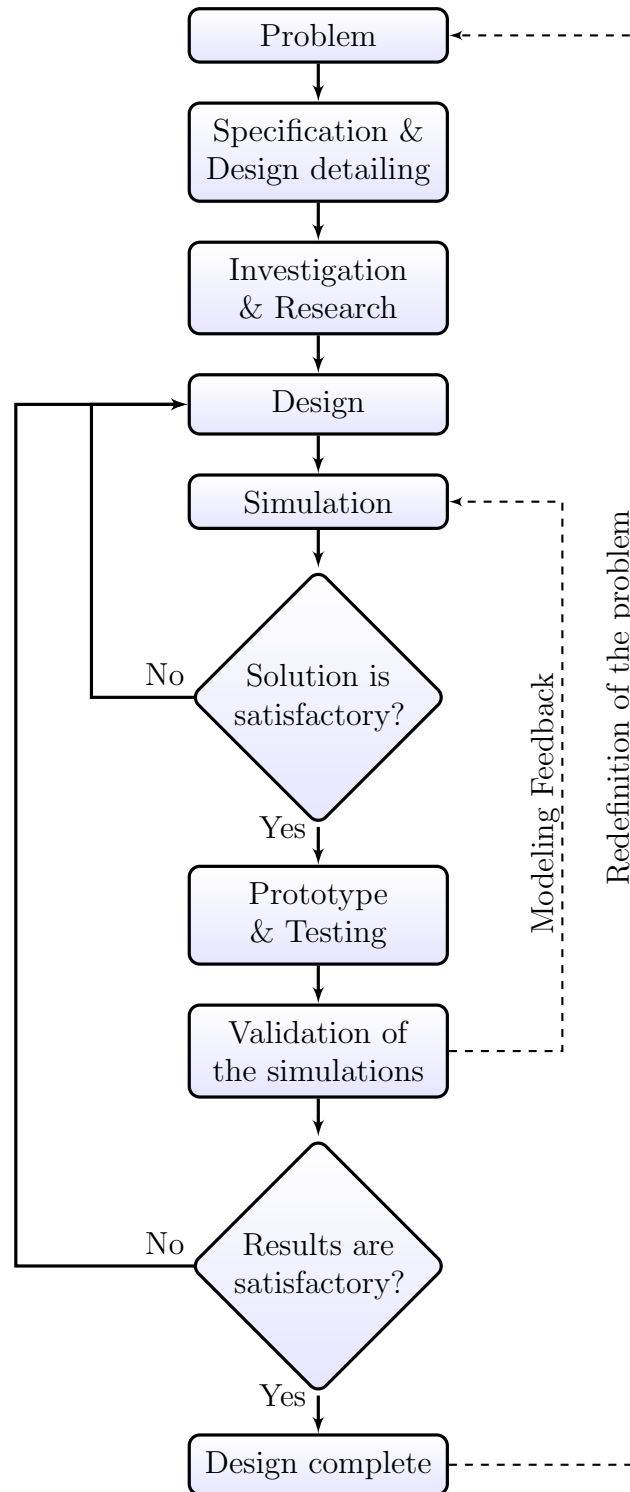 Problem
Specification &
Design detailing
Investigation
& Research
Design
Simulation
Solution is
satisfactory?
No
Yes
Prototype
& Testing
Validation of
the simulations
Modeling Feedback
Redefinition of the problem
Results are
satisfactory?
No
Yes
Design complete